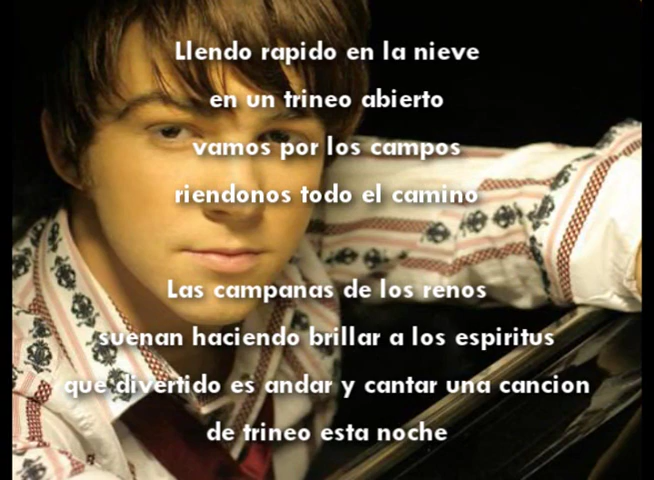 Llendo rapido en la nieve
en un trineo abierto
vamos por los campos
riendonos todo el camino
Las campanas de los renos
suenan haciendo brillar a los espiritus
que divertido es andar y cantar una cancion
de trineo esta noche